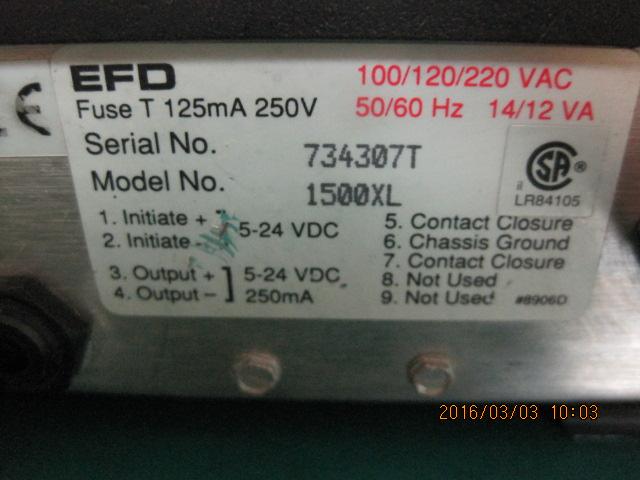 EFD
100/120/220 VAC
Fuse T 125mA 250V
50/60 Hz 14/12 VA
Serial No. 734307T
Model No. 1500XL
SA ®
LR84105
1. Initiate + 5-24 VDC
2. Initiate -
3. Output + 5-24 VDC
4. Output - 250mA
5. Contact Closure
6. Chassis Ground
7. Contact Closure
8. Not Used
9. Not Used #8906D
CE
2016/03/03 10:03